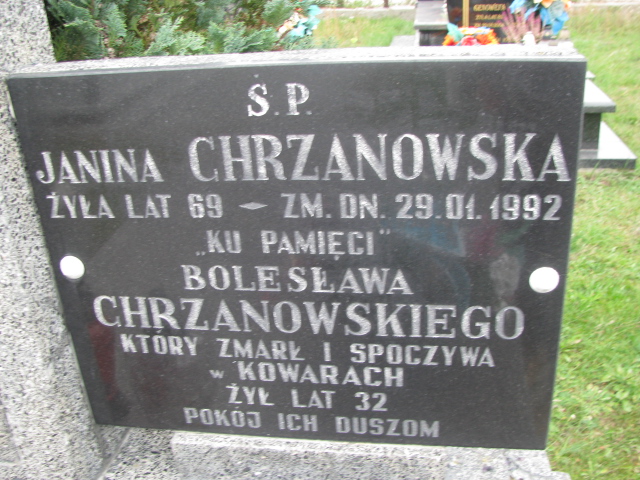 Ś.P.
JANINA CHRZANOWSKA
ŻYŁA LAT 69 – ZM. DN. 29.01.1992
„KU PAMIĘCI"
BOLESŁAWA
CHRZANOWSKIEGO
KTÓRY ZMARŁ I SPOCZYWA
w KOWARACH
ŻYŁ LAT 32
POKÓJ ICH DUSZOM